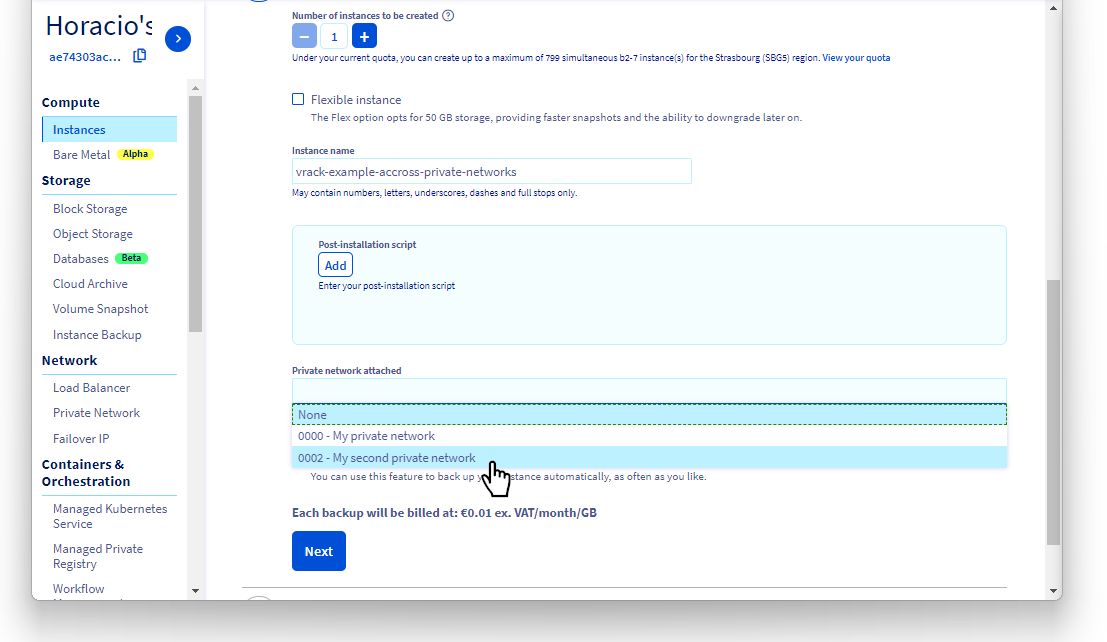 Horacio's
ae74303ac...
Compute
Instances
Bare Metal Alpha
Storage
Block Storage
Object Storage
Databases Beta
Cloud Archive
Volume Snapshot
Instance Backup
Network
Load Balancer
Private Network
Failover IP
Containers &
Orchestration
Managed Kubernetes
Service
Managed Private
Registry
Workflow
Number of instances to be created ?
1
Under your current quota, you can create up to a maximum of 799 simultaneous b2-7 instance(s) for the Strasbourg (SBG5) region. View your quota
Flexible instance
The Flex option opts for 50 GB storage, providing faster snapshots and the ability to downgrade later on.
Instance name
vrack-example-accross-private-networks
May contain numbers, letters, underscores, dashes and full stops only.
Post-installation script
Add
Enter your post-installation script
Private network attached
None
0000 - My private network
0002 - My second private network
You can use this feature to back up stance automatically, as often as you like.
Each backup will be billed at: €0.01 ex. VAT/month/GB
Next